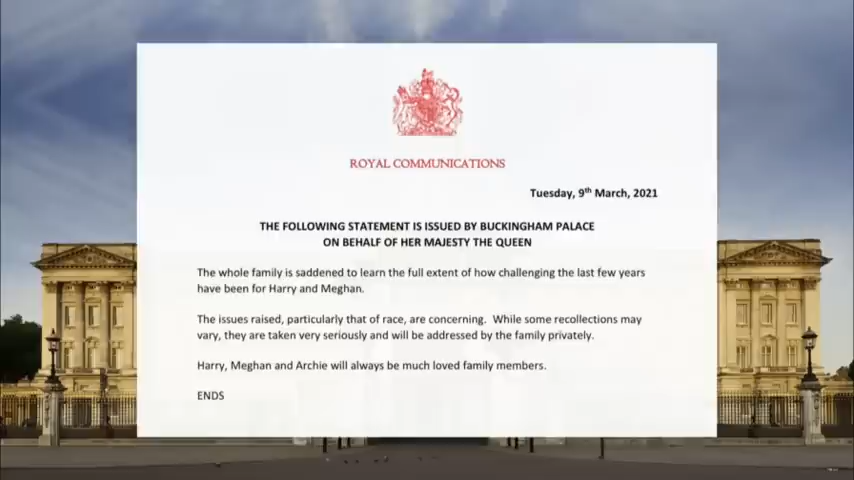 ROYAL COMMUNICATIONS
Tuesday, 9th March, 2021
THE FOLLOWING STATEMENT IS ISSUED BY BUCKINGHAM PALACE
ON BEHALF OF HER MAJESTY THE QUEEN
The whole family is saddened to learn the full extent of how challenging the last few years
have been for Harry and Meghan.
The issues raised, particularly that of race, are concerning.  While some recollections may
vary, they are taken very seriously and will be addressed by the family privately.
Harry, Meghan and Archie will always be much loved family members.
ENDS